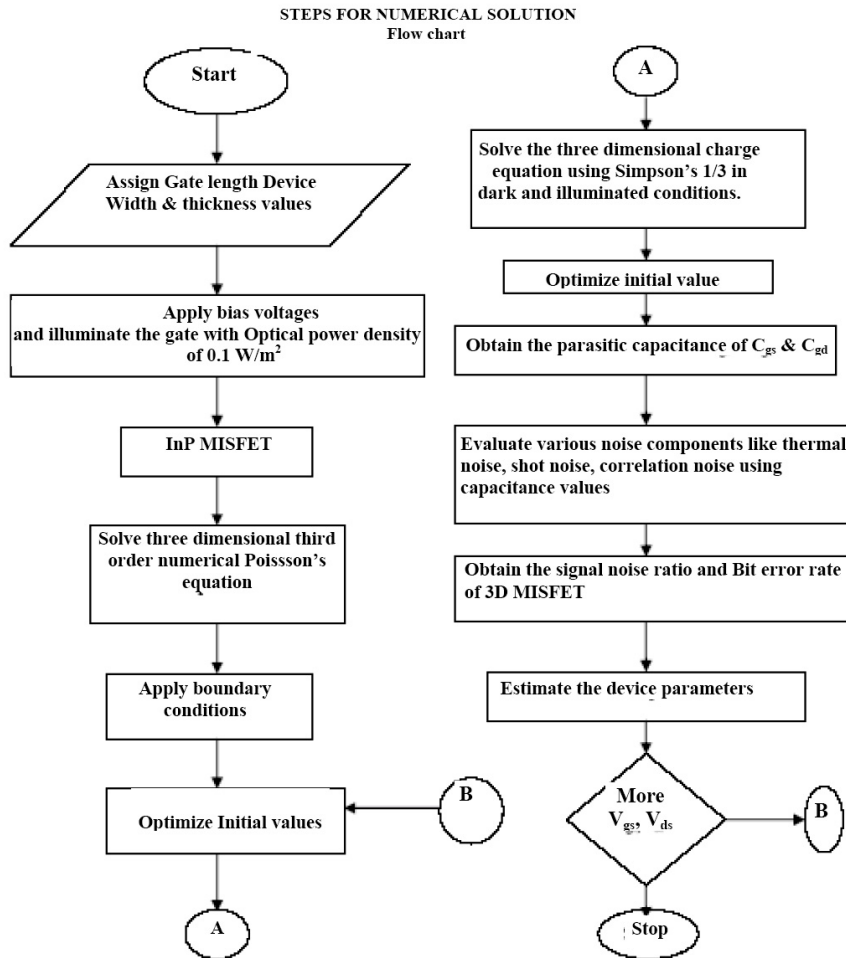 STEPS FOR NUMERICAL SOLUTION
Flow chart
Start
Assign Gate length Device
Width & thickness values
Apply bias voltages
and illuminate the gate with Optical power density
of 0.1 W/m²
InP MISFET
Solve three dimensional third
order numerical Poissson's
equation
Apply boundary
conditions
Optimize Initial values
B
A
A
Solve the three dimensional charge
equation using Simpson's 1/3 in
dark and illuminated conditions.
Optimize initial value
Obtain the parasitic capacitance of Cgs & Cgd
Evaluate various noise components like thermal
noise, shot noise, correlation noise using
capacitance values
Obtain the signal noise ratio and Bit error rate
of 3D MISFET
Estimate the device parameters
More
Vgs, Vds
B
Stop